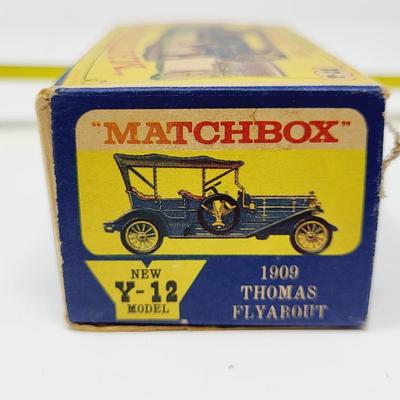 "MATCHBOX"
NEW
Y-12
MODEL
1909
THOMAS
FLYABOUT